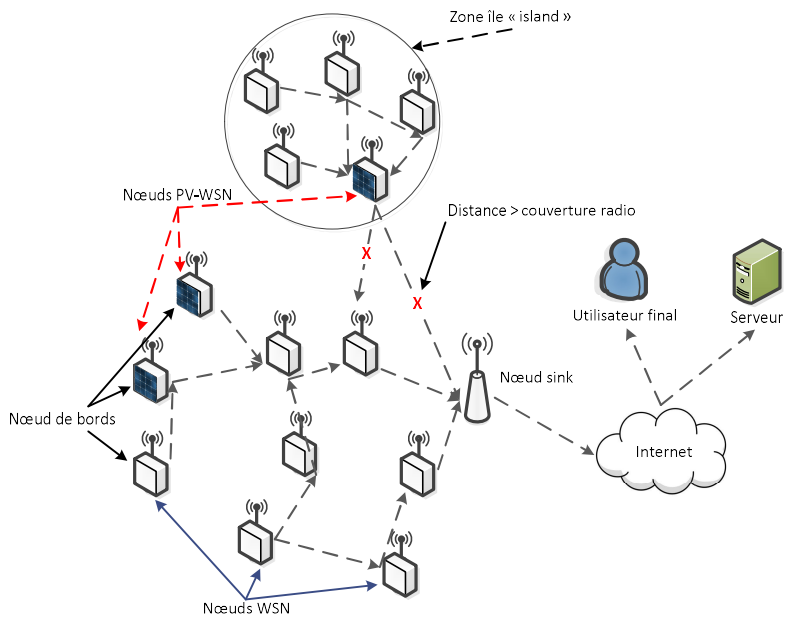 Zone île « island »
Nœuds PV-WSN
Distance > couverture radio
X
X
Utilisateur final
Serveur
Nœud sink
Nœud de bords
Internet
Nœuds WSN